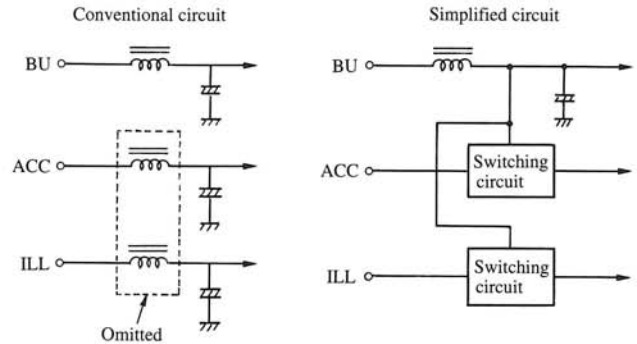 Conventional circuit
BU
ACC
ILL
Omitted
Simplified circuit
BU
ACC
Switching
circuit
ILL
Switching
circuit